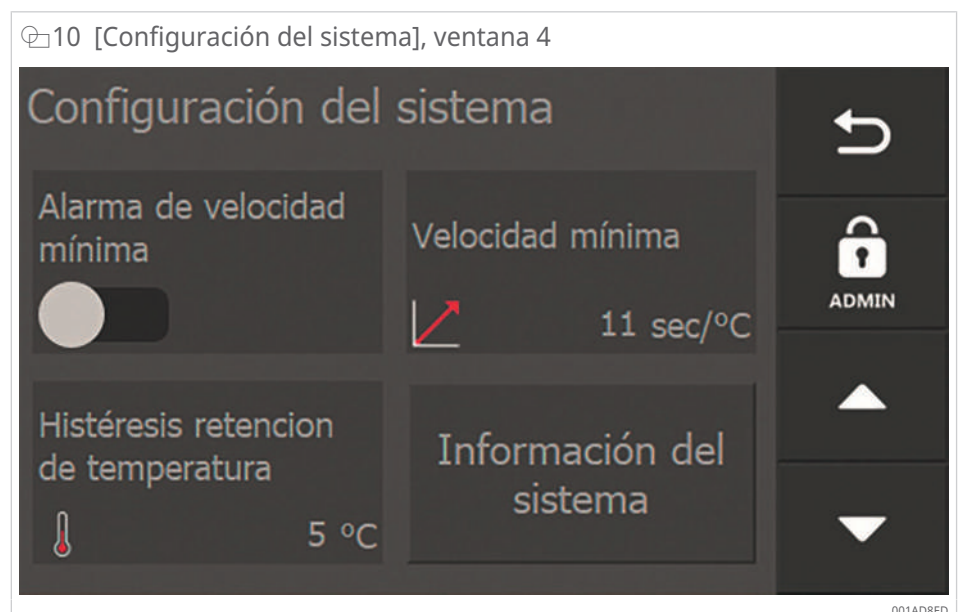 10 [Configuración del sistema], ventana 4
Configuración del sistema
Alarma de velocidad
mínima
Velocidad mínima
11 sec/°C
ADMIN
Histéresis retencion
de temperatura
5 °C
Información del
sistema
001AD8ED